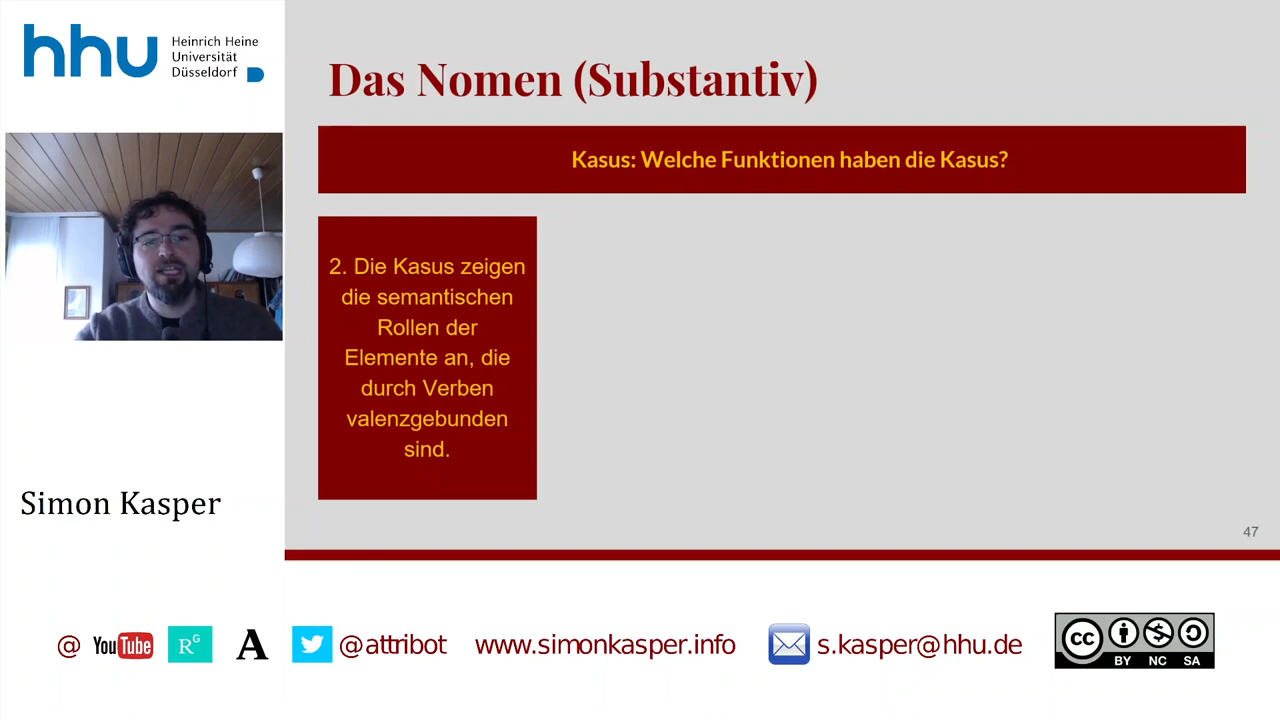 hhu
Heinrich Heine
Universität
Düsseldorf
Das Nomen (Substantiv)
Kasus: Welche Funktionen haben die Kasus?
2. Die Kasus zeigen
die semantischen
Rollen der
Elemente an, die
durch Verben
valenzgebunden
sind.
Simon Kasper
47
@ YouTube RG A @attribot www.simonkasper.info s.kasper@hhu.de
cc BY NC SA